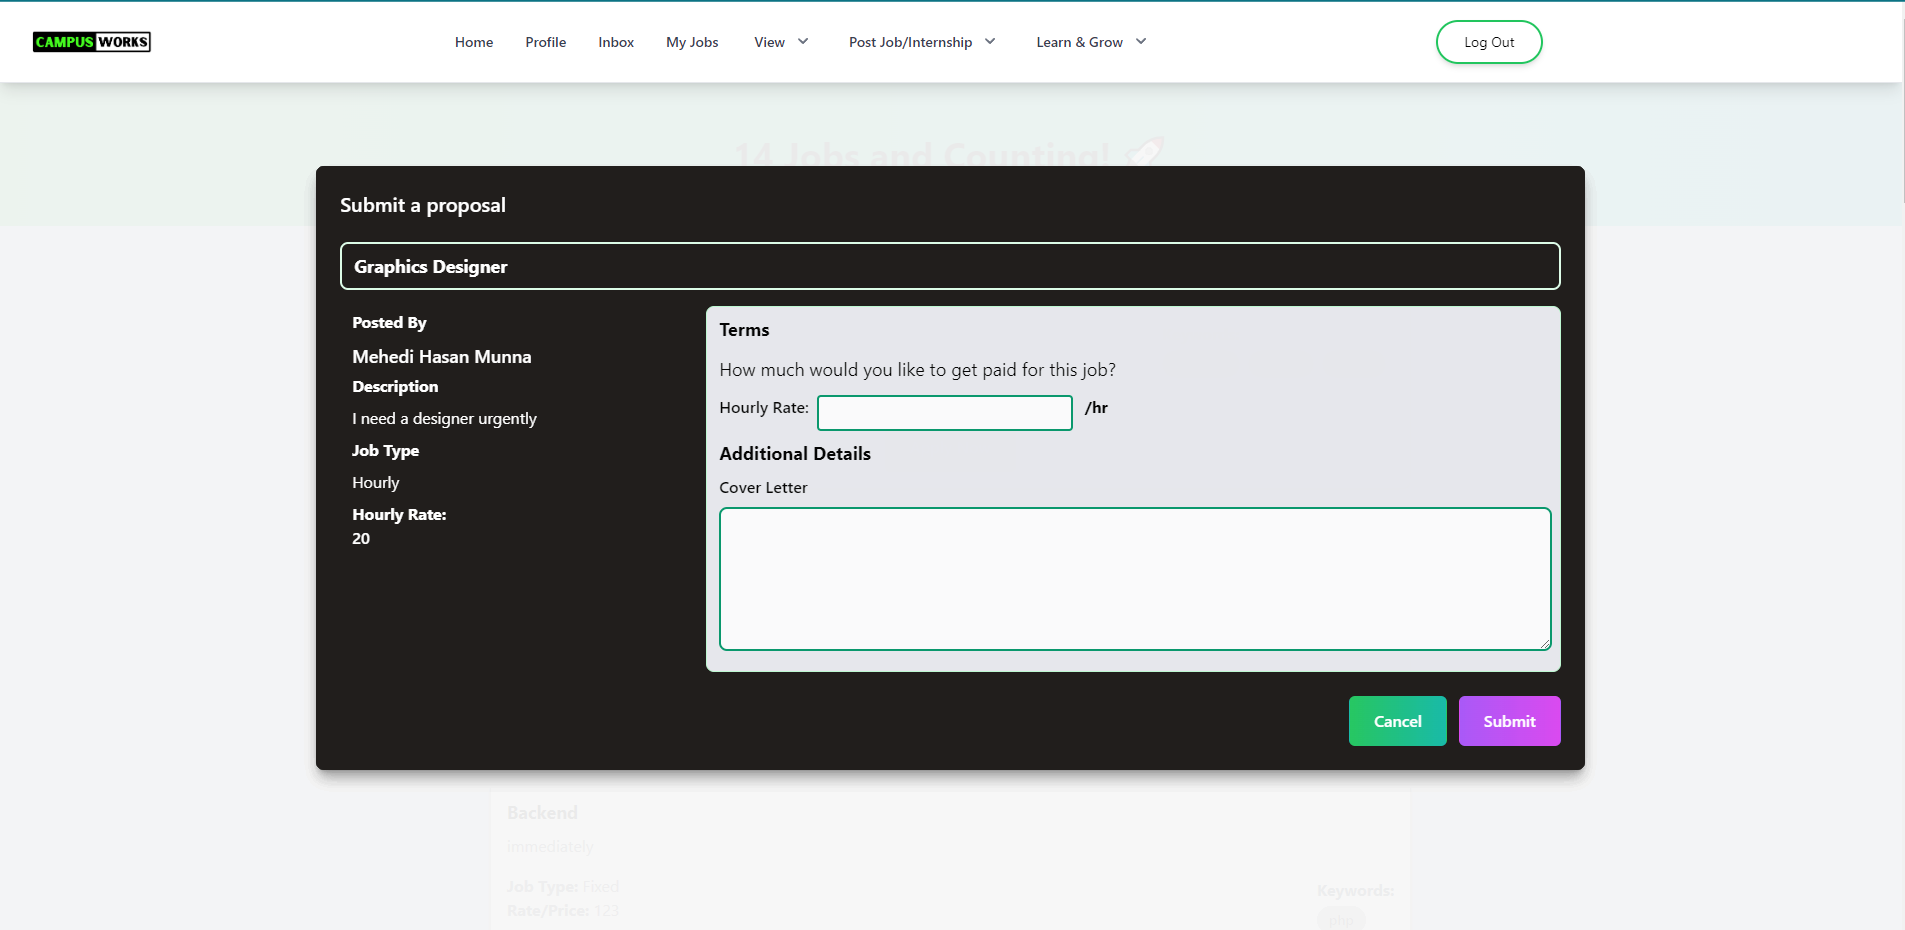 CAMPUS WORKS
Home Profile Inbox My Jobs View Post Job/Internship Learn & Grow Log Out
14 Jobs and Counting! 🚀
Submit a proposal
Graphics Designer
Posted By
Mehedi Hasan Munna
Description
I need a designer urgently
Job Type
Hourly
Hourly Rate:
20
Terms
How much would you like to get paid for this job?
Hourly Rate: /hr
Additional Details
Cover Letter
Cancel Submit
Backend
immediately
Job Type: Fixed
Rate/Price: 123
Keywords:
php